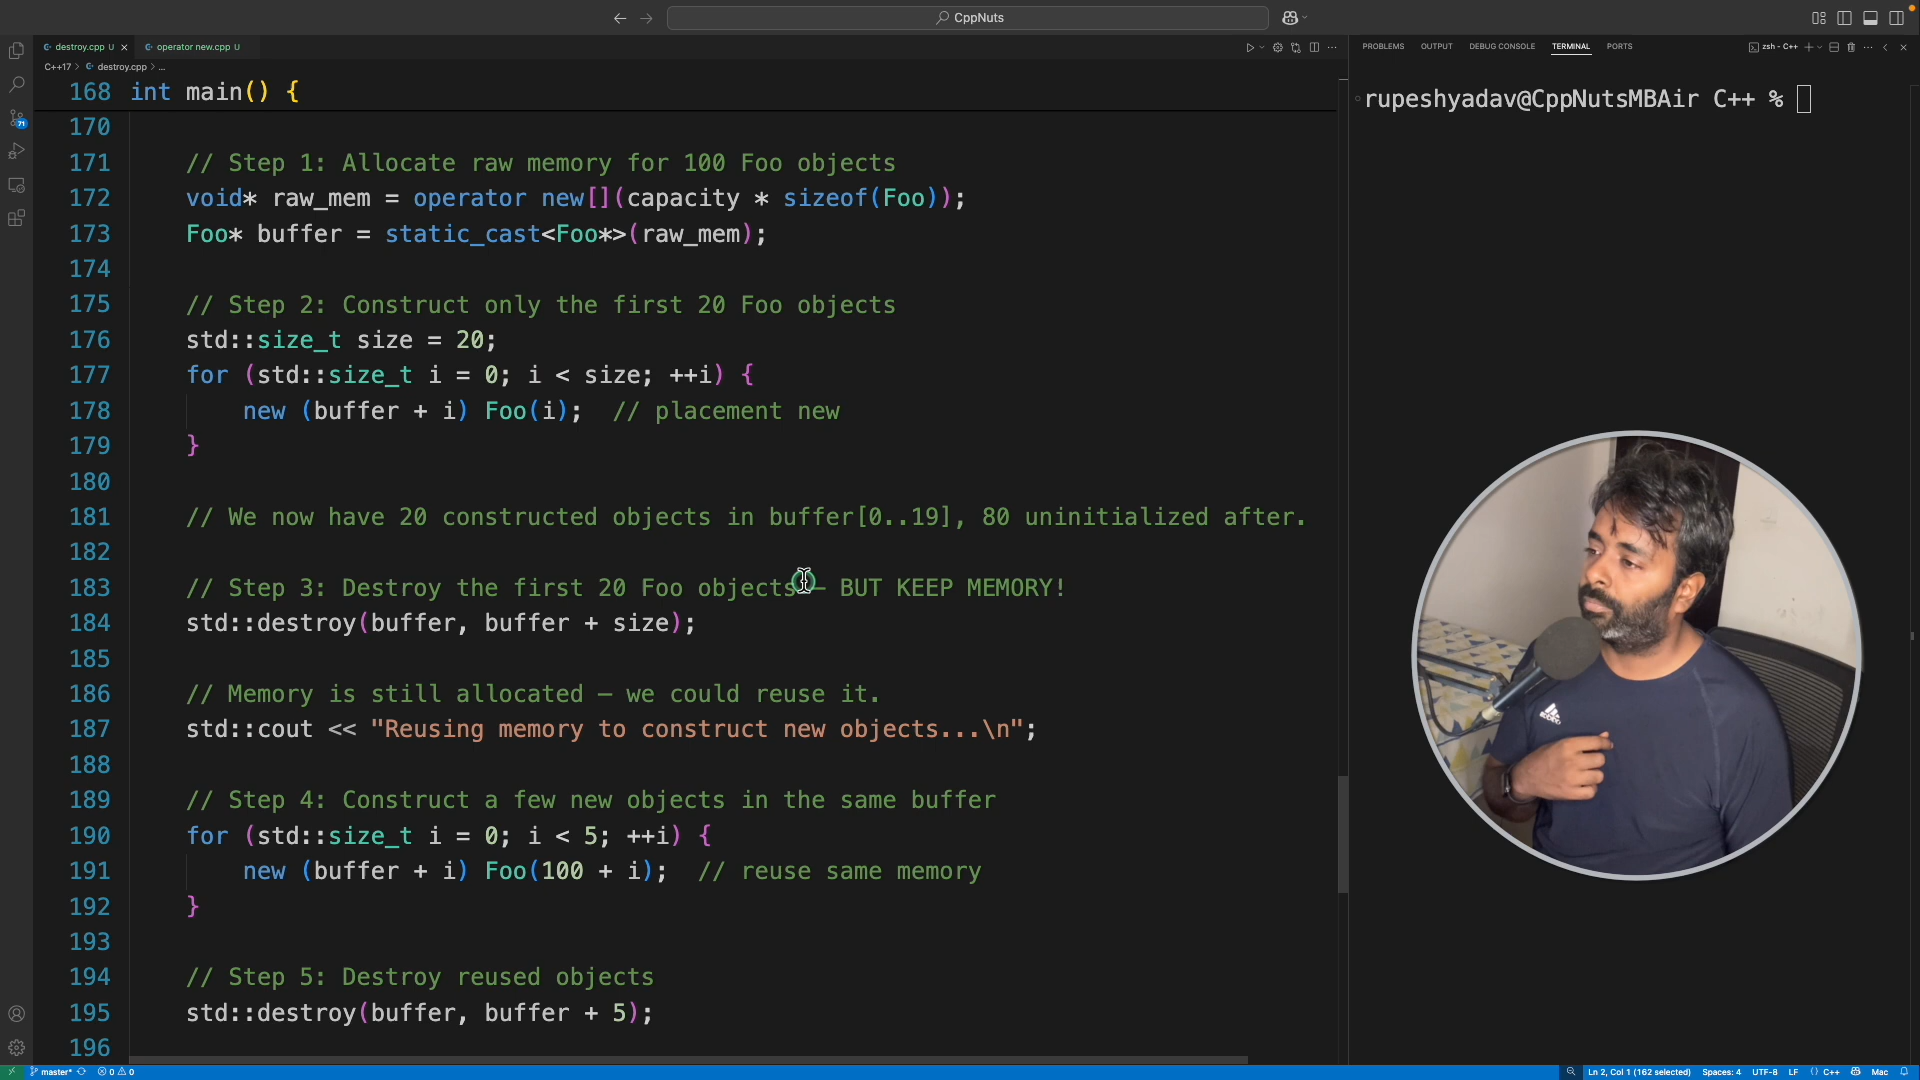 CppNuts
destroy.cpp U
operator new.cpp U
C++17 > destroy.cpp > ...
168 int main() {
170
171 // Step 1: Allocate raw memory for 100 Foo objects
172 void* raw_mem = operator new[](capacity * sizeof(Foo));
173 Foo* buffer = static_cast<Foo*>(raw_mem);
174
175 // Step 2: Construct only the first 20 Foo objects
176 std::size_t size = 20;
177 for (std::size_t i = 0; i < size; ++i) {
178 new (buffer + i) Foo(i); // placement new
179 }
180
181 // We now have 20 constructed objects in buffer[0..19], 80 uninitialized after.
182
183 // Step 3: Destroy the first 20 Foo objects — BUT KEEP MEMORY!
184 std::destroy(buffer, buffer + size);
185
186 // Memory is still allocated — we could reuse it.
187 std::cout << "Reusing memory to construct new objects...\n";
188
189 // Step 4: Construct a few new objects in the same buffer
190 for (std::size_t i = 0; i < 5; ++i) {
191 new (buffer + i) Foo(100 + i); // reuse same memory
192 }
193
194 // Step 5: Destroy reused objects
195 std::destroy(buffer, buffer + 5);
196
PROBLEMS OUTPUT DEBUG CONSOLE TERMINAL PORTS
zsh - C++
rupeshyadav@CppNutsMBAir C++ %
71
adidas
master* 0 0
Ln 2, Col 1 (162 selected) Spaces: 4 UTF-8 LF {} C++ Mac